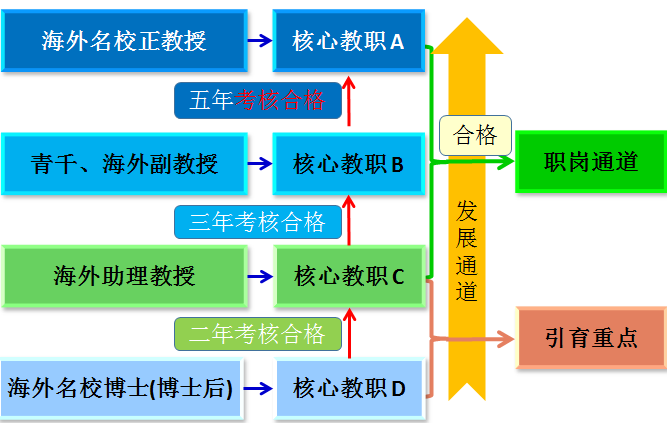 海外名校正教授
核心教职A
五年考核合格
合格
青千、海外副教授
核心教职B
职岗通道
三年考核合格
发展通道
海外助理教授
核心教职C
二年考核合格
引育重点
海外名校博士(博士后)
核心教职D